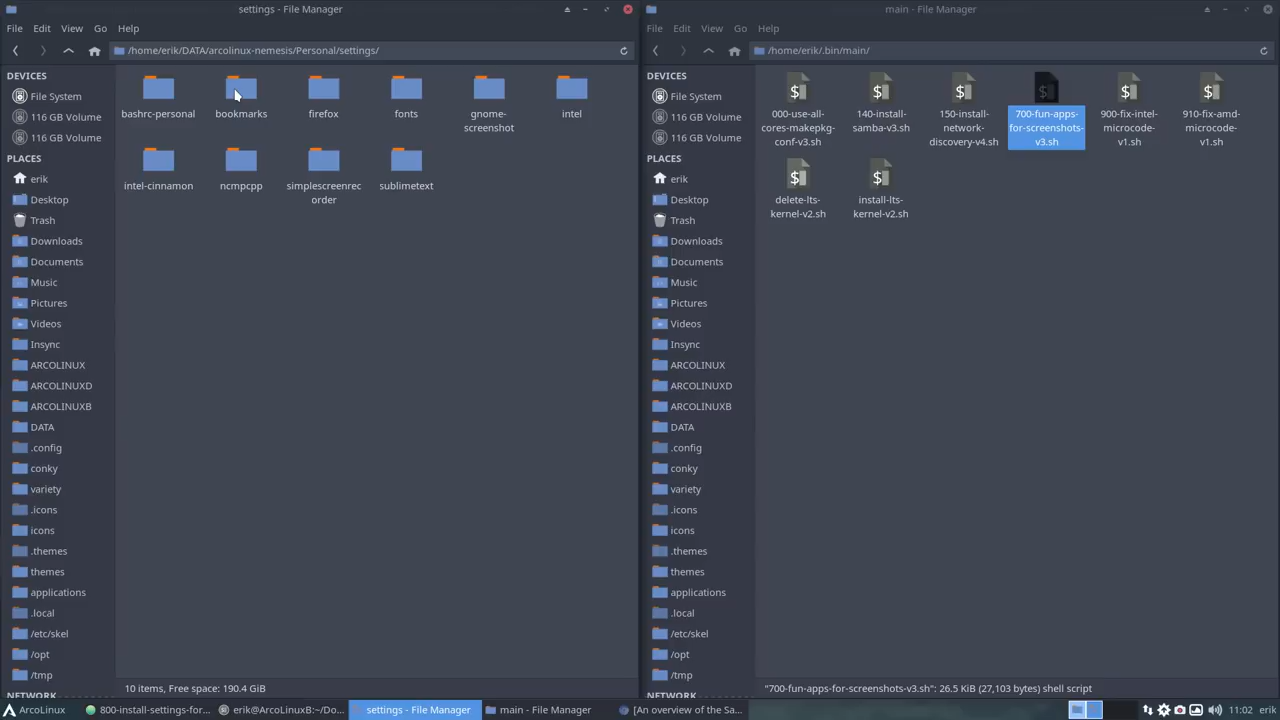 settings - File Manager
File Edit View Go Help
/home/erik/DATA/arcolinux-nemesis/Personal/settings/
DEVICES
File System
116 GB Volume
116 GB Volume
PLACES
erik
Desktop
Trash
Downloads
Documents
Music
Pictures
Videos
Insync
ARCOLINUX
ARCOLINUXD
ARCOLINUXB
DATA
.config
conky
variety
.icons
icons
.themes
themes
applications
.local
/etc/skel
/opt
/tmp
NETWORK
bashrc-personal
bookmarks
firefox
fonts
gnome-
screenshot
intel
intel-cinnamon
ncmpcpp
simplescreenrec
order
sublimetext
10 items, Free space: 190.4 GiB
main - File Manager
File Edit View Go Help
/home/erik/.bin/main/
DEVICES
File System
116 GB Volume
116 GB Volume
PLACES
erik
Desktop
Trash
Downloads
Documents
Music
Pictures
Videos
Insync
ARCOLINUX
ARCOLINUXD
ARCOLINUXB
DATA
.config
conky
variety
.icons
icons
.themes
themes
applications
.local
/etc/skel
/opt
/tmp
NETWORK
000-use-all-
cores-makepkg-
conf-v3.sh
140-install-
samba-v3.sh
150-install-
network-
discovery-v4.sh
700-fun-apps-
for-screenshots-
v3.sh
900-fix-intel-
microcode-
v1.sh
910-fix-amd-
microcode-
v1.sh
delete-lts-
kernel-v2.sh
install-lts-
kernel-v2.sh
"700-fun-apps-for-screenshots-v3.sh": 26.5 KiB (27,103 bytes) shell script
ArcoLinux
800-install-settings-for-...
erik@ArcoLinuxB:~/Do...
settings - File Manager
main - File Manager
[An overview of the Sa...
11:02 erik